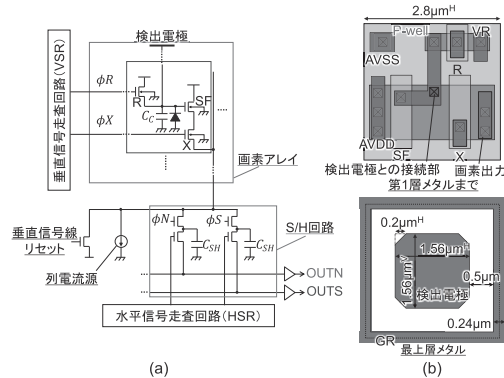 検出電極
垂直信号走査回路(VSR)
ϕR
R
SF
ϕX
C_C
X
画素アレイ
ϕN
ϕS
S/H回路
垂直信号線
リセット
C_SH
C_SH
列電流源
OUTN
OUTS
水平信号走査回路(HSR)
(a)
2.8μm^H
P-well
VR
AVSS
R
AVDD
SF
X
画素出力
検出電極との接続部
第1層メタルまで
0.2μm^H
1.56μm^H
1.56μm^V
0.5μm
検出電極
0.24μm
GR
最上層メタル
(b)